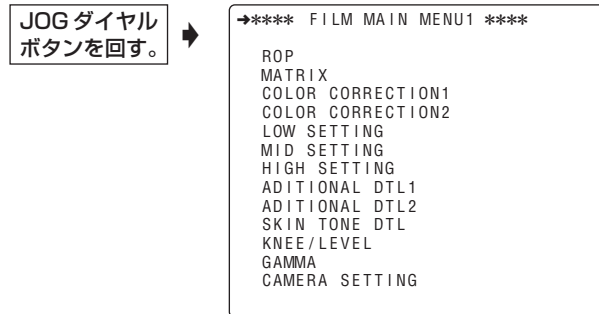 JOG ダイヤル
ボタンを回す。
➔**** FILM MAIN MENU1 ****
ROP
MATRIX
COLOR CORRECTION1
COLOR CORRECTION2
LOW SETTING
MID SETTING
HIGH SETTING
ADITIONAL DTL1
ADITIONAL DTL2
SKIN TONE DTL
KNEE/LEVEL
GAMMA
CAMERA SETTING